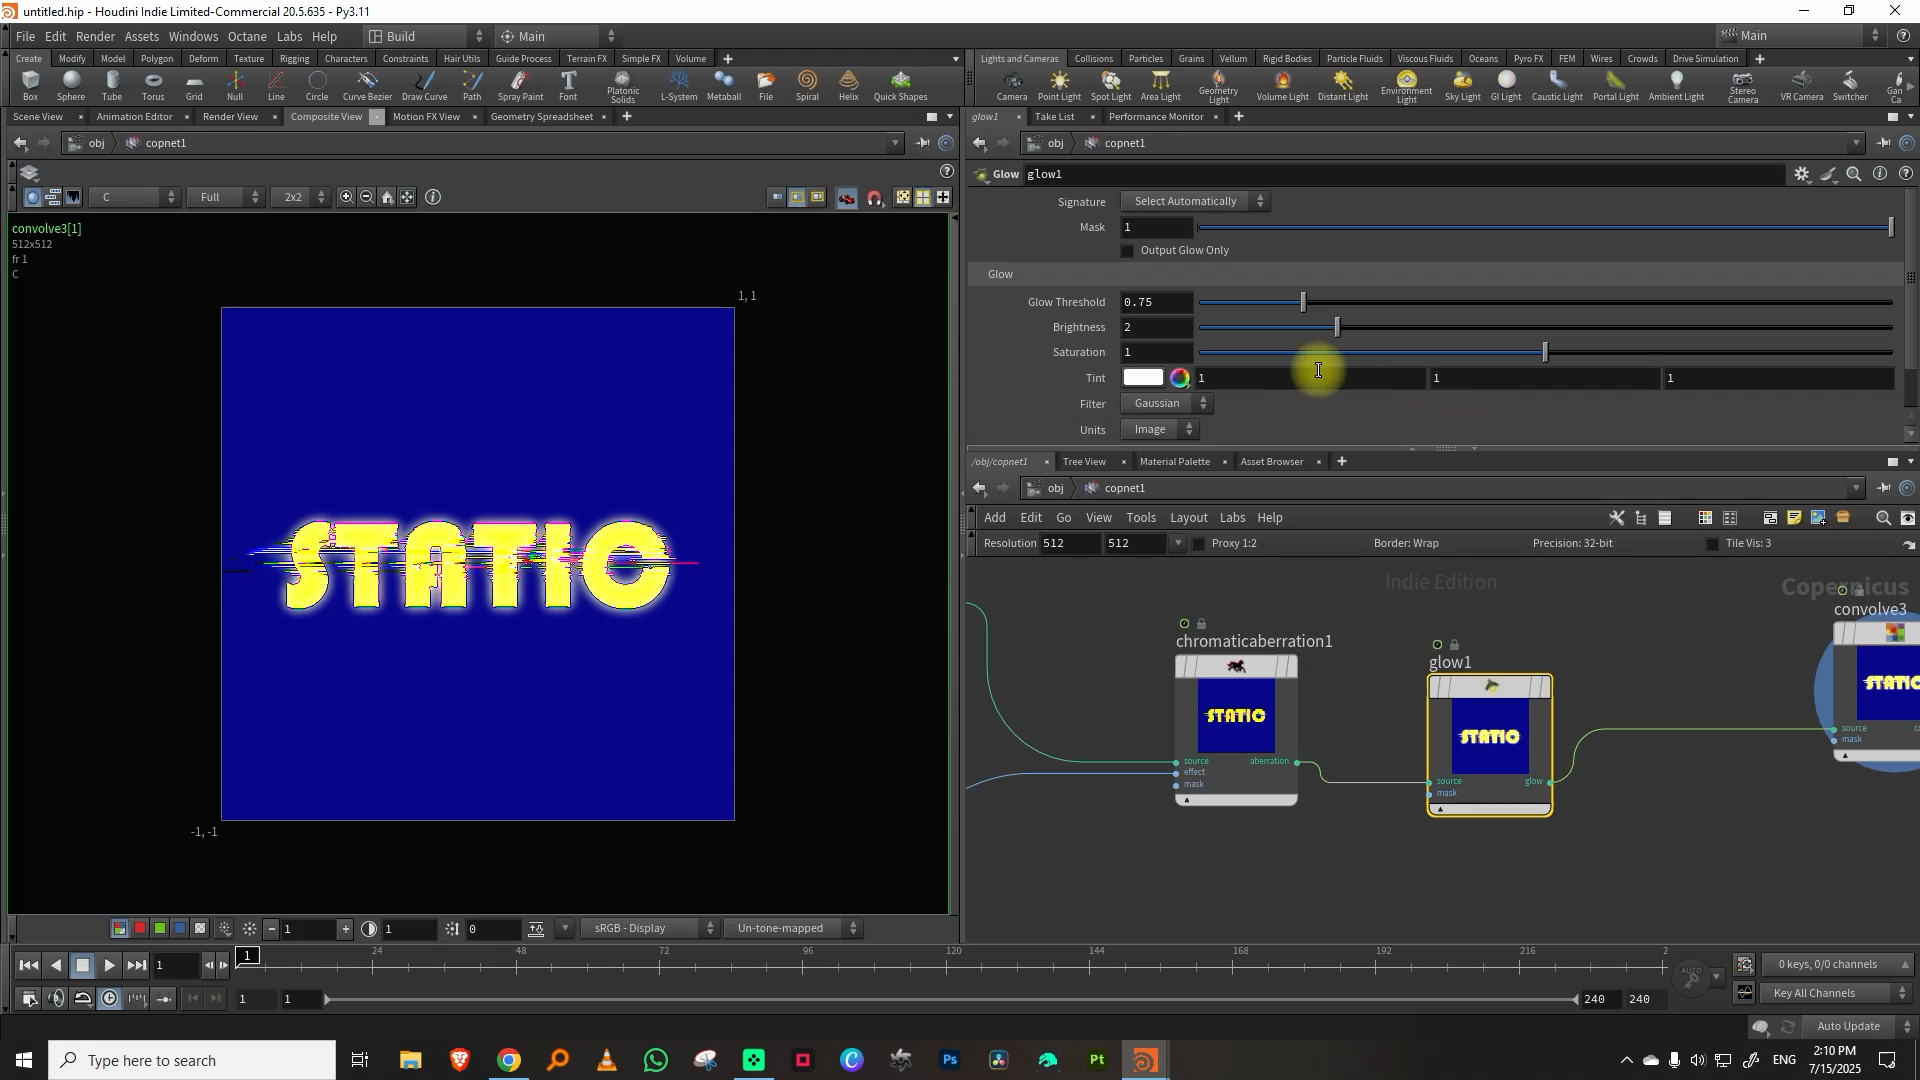 untitled.hip - Houdini Indie Limited-Commercial 20.5.635 - Py3.11
File Edit Render Assets Windows Octane Labs Help Build Main Main
Create Modify Model Polygon Deform Texture Rigging Characters Constraints Hair Utils Guide Process Terrain FX Simple FX Volume
Lights and Cameras Collisions Particles Grains Vellum Rigid Bodies Particle Fluids Viscous Fluids Oceans Pyro FX FEM Wires Crowds Drive Simulation
Box Sphere Tube Torus Grid Null Line Circle Curve Bezier Draw Curve Path Spray Paint Font Platonic Solids L-System Metaball File Spiral Helix Quick Shapes
Camera Point Light Spot Light Area Light Geometry Light Volume Light Distant Light Environment Light Sky Light GI Light Caustic Light Portal Light Ambient Light Stereo Camera VR Camera Switcher Gan Ca
Scene View Animation Editor Render View Composite View Motion FX View Geometry Spreadsheet
glow1 Take List Performance Monitor
obj copnet1
obj copnet1
Glow glow1
C Full 2x2
Signature Select Automatically
Mask 1
Output Glow Only
Glow
Glow Threshold 0.75
Brightness 2
Saturation 1
Tint 1 1 1
Filter Gaussian
Units Image
convolve3[1]
512x512
fr 1
C
1, 1
STATIC
-1, -1
/obj/copnet1 Tree View Material Palette Asset Browser
obj copnet1
Add Edit Go View Tools Layout Labs Help
Resolution 512 512 Proxy 1:2 Border: Wrap Precision: 32-bit Tile Vis: 3
Indie Edition
Copernicus
convolve3
STATIC
source
mask
chromaticaberration1
STATIC
source aberration
effect
mask
glow1
STATIC
source glow
mask
1 1 0 sRGB - Display Un-tone-mapped
1 1 24 48 72 96 120 144 168 192 216 2
AUTO
0 keys, 0/0 channels
1 1 240 240
Key All Channels
Auto Update
Type here to search
Ps
Pt
ENG
2:10 PM
7/15/2025